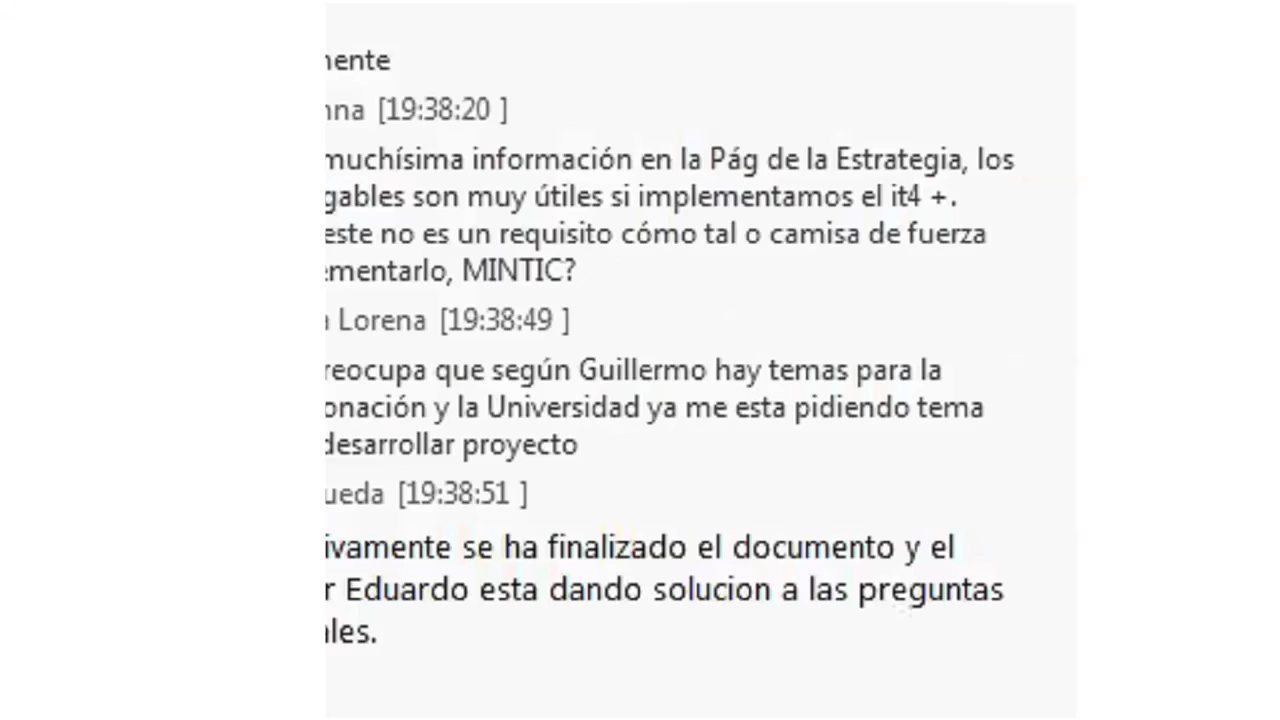 mente
nna [19:38:20 ]
muchísima información en la Pág de la Estrategia, los
gables son muy útiles si implementamos el it4 +.
este no es un requisito cómo tal o camisa de fuerza
ementarlo, MINTIC?
Lorena [19:38:49 ]
reocupa que según Guillermo hay temas para la
onación y la Universidad ya me esta pidiendo tema
desarrollar proyecto
ueda [19:38:51 ]
ivamente se ha finalizado el documento y el
r Eduardo esta dando solucion a las preguntas
ales.